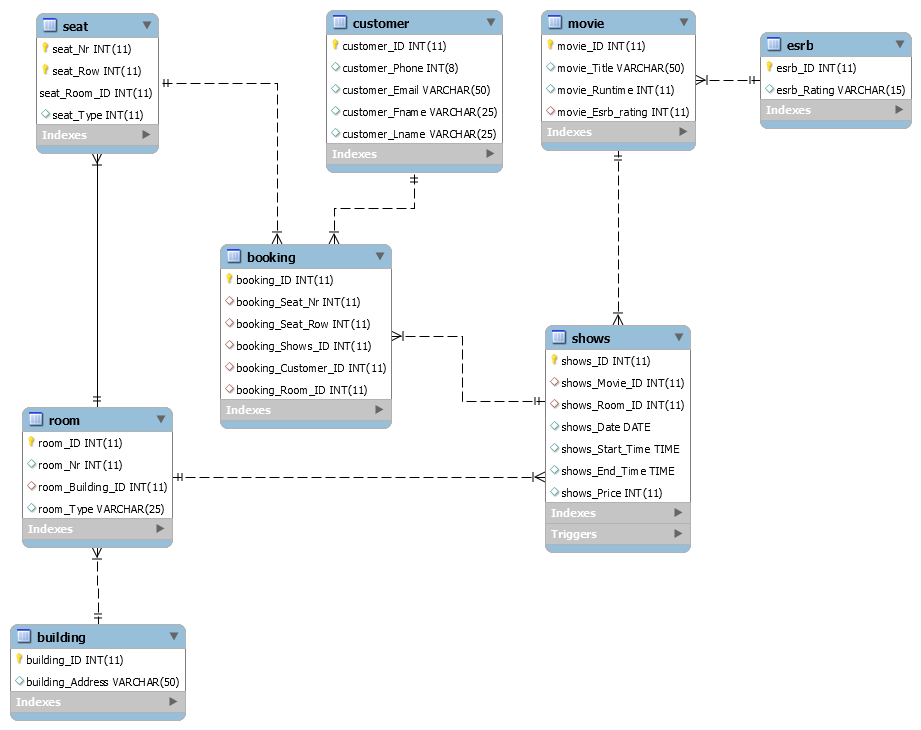 seat
seat_Nr INT(11)
seat_Row INT(11)
seat_Room_ID INT(11)
seat_Type INT(11)
Indexes
customer
customer_ID INT(11)
customer_Phone INT(8)
customer_Email VARCHAR(50)
customer_Fname VARCHAR(25)
customer_Lname VARCHAR(25)
Indexes
movie
movie_ID INT(11)
movie_Title VARCHAR(50)
movie_Runtime INT(11)
movie_Esrb_rating INT(11)
Indexes
esrb
esrb_ID INT(11)
esrb_Rating VARCHAR(15)
Indexes
booking
booking_ID INT(11)
booking_Seat_Nr INT(11)
booking_Seat_Row INT(11)
booking_Shows_ID INT(11)
booking_Customer_ID INT(11)
booking_Room_ID INT(11)
Indexes
shows
shows_ID INT(11)
shows_Movie_ID INT(11)
shows_Room_ID INT(11)
shows_Date DATE
shows_Start_Time TIME
shows_End_Time TIME
shows_Price INT(11)
Indexes
Triggers
room
room_ID INT(11)
room_Nr INT(11)
room_Building_ID INT(11)
room_Type VARCHAR(25)
Indexes
building
building_ID INT(11)
building_Address VARCHAR(50)
Indexes